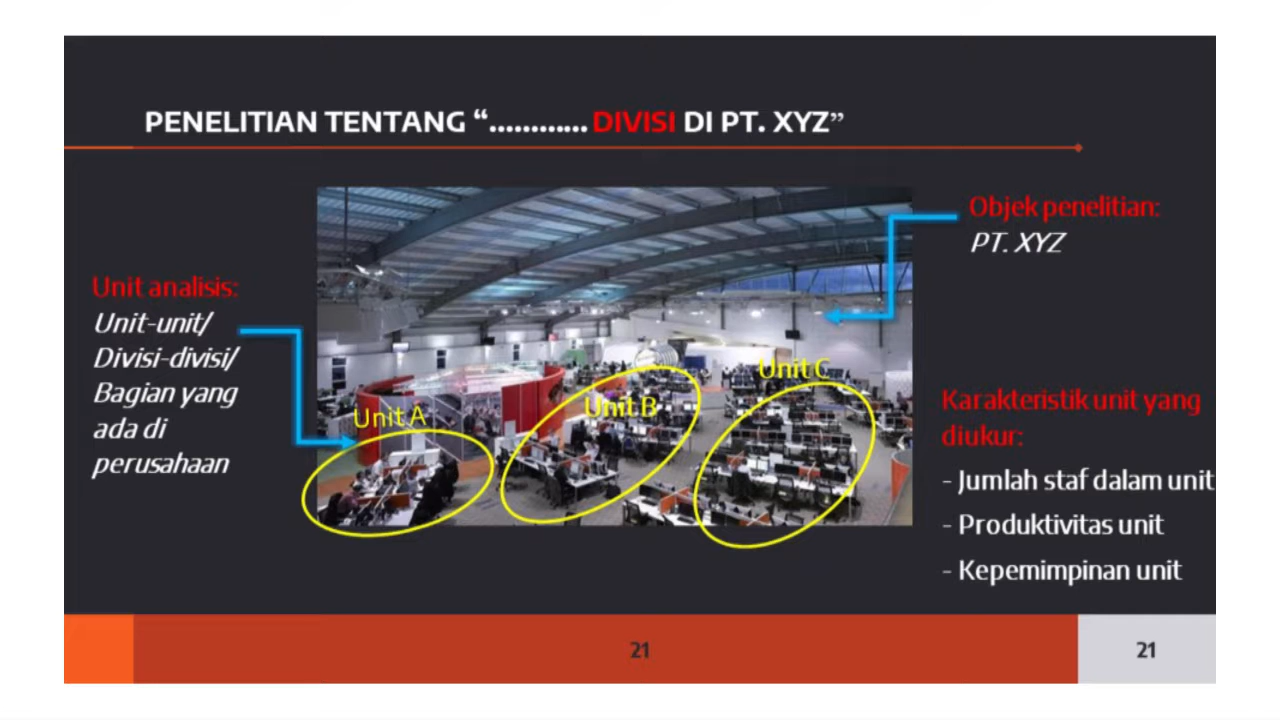 PENELITIAN TENTANG “............ DIVISI DI PT. XYZ”
Objek penelitian:
PT. XYZ
Unit analisis:
Unit-unit/
Divisi-divisi/
Bagian yang
ada di
perusahaan
Unit A
Unit B
Unit C
Karakteristik unit yang
diukur:
- Jumlah staf dalam unit
- Produktivitas unit
- Kepemimpinan unit
21
21